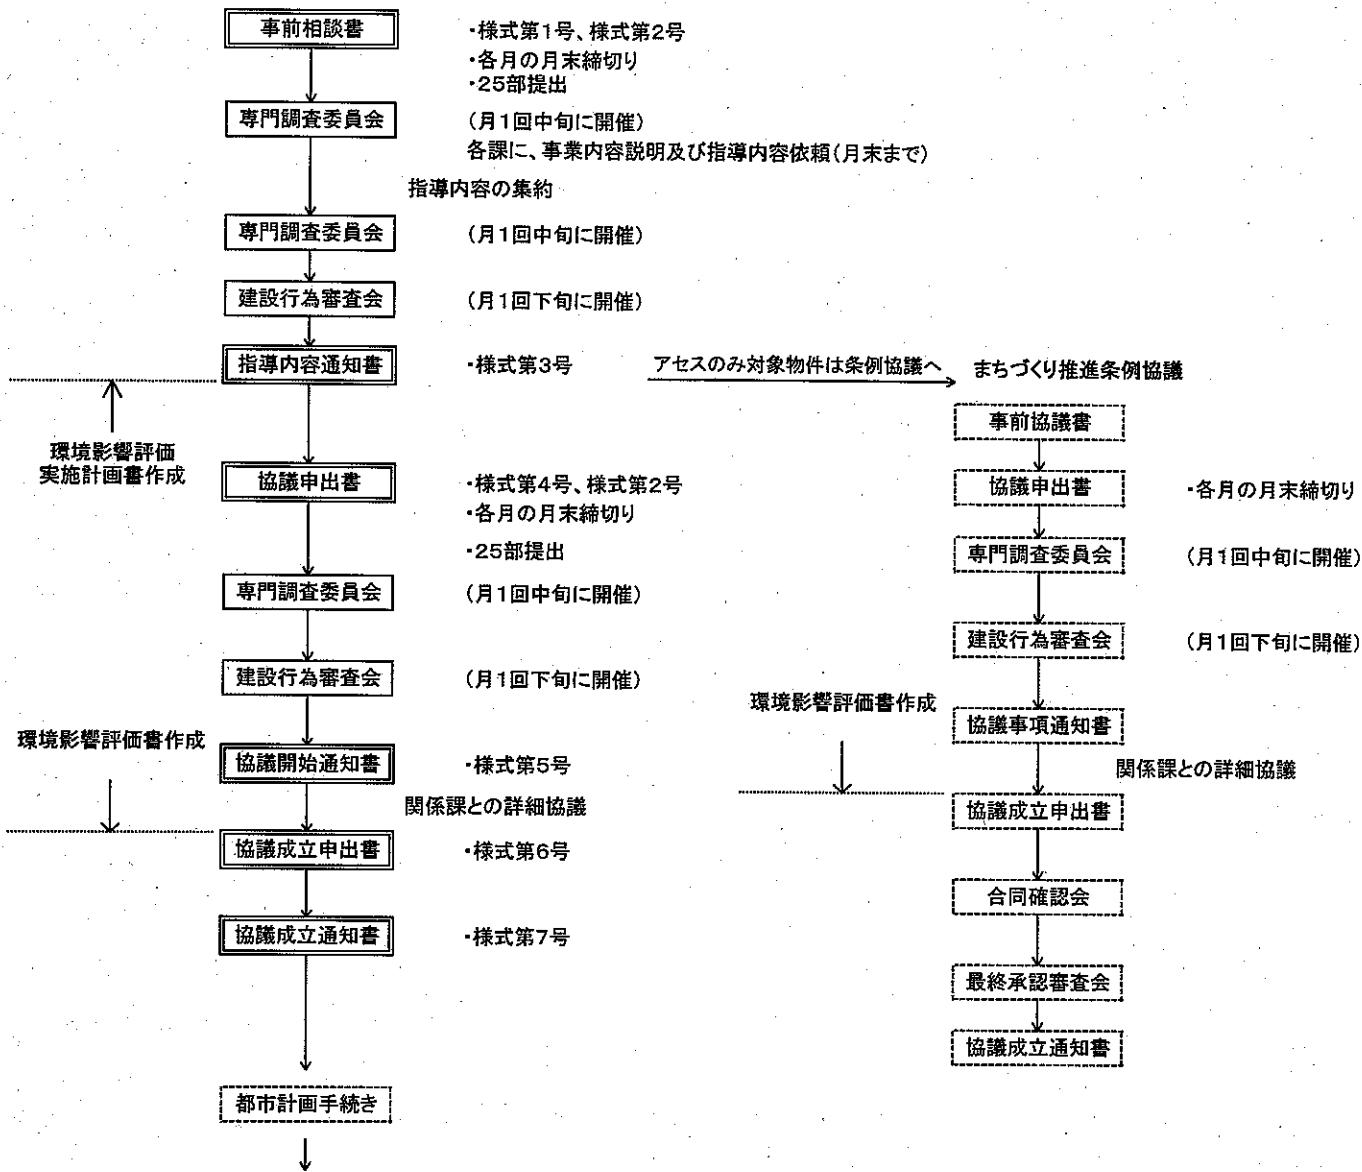 事前相談書
・様式第1号、様式第2号
・各月の月末締切り
・25部提出
専門調査委員会
(月1回中旬に開催)
各課に、事業内容説明及び指導内容依頼(月末まで)
指導内容の集約
専門調査委員会
(月1回中旬に開催)
建設行為審査会
(月1回下旬に開催)
指導内容通知書
・様式第3号
環境影響評価
実施計画書作成
協議申出書
・様式第4号、様式第2号
・各月の月末締切り
・25部提出
専門調査委員会
(月1回中旬に開催)
建設行為審査会
(月1回下旬に開催)
環境影響評価書作成
協議開始通知書
・様式第5号
関係課との詳細協議
協議成立申出書
・様式第6号
協議成立通知書
・様式第7号
都市計画手続き
アセスのみ対象物件は条例協議へ
まちづくり推進条例協議
事前協議書
協議申出書
・各月の月末締切り
専門調査委員会
(月1回中旬に開催)
建設行為審査会
(月1回下旬に開催)
環境影響評価書作成
協議事項通知書
関係課との詳細協議
協議成立申出書
合同確認会
最終承認審査会
協議成立通知書